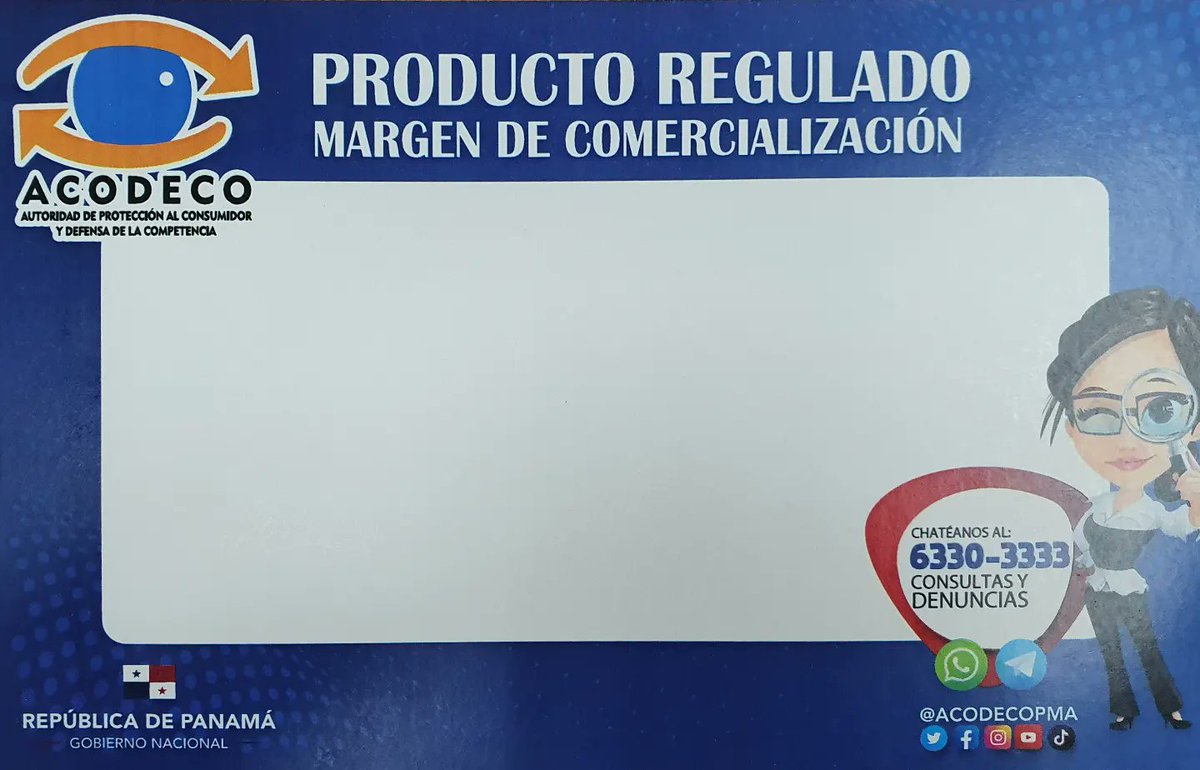 PRODUCTO REGULADO
MARGEN DE COMERCIALIZACIÓN
ACODECO
AUTORIDAD DE PROTECCIÓN AL CONSUMIDOR
Y DEFENSA DE LA COMPETENCIA
CHATÉANOS AL:
6330-3333
CONSULTAS Y
DENUNCIAS
REPÚBLICA DE PANAMÁ
GOBIERNO NACIONAL
@ACODECOPMA